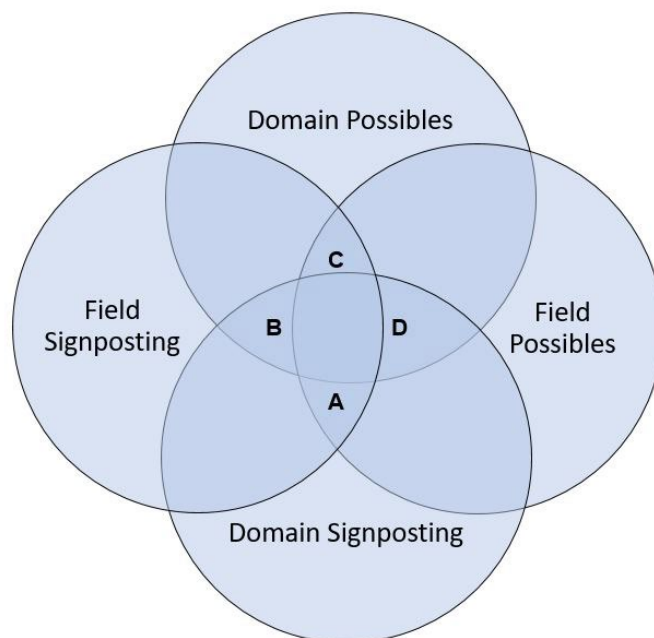 Domain Possibles
C
Field
Signposting
B
D
Field
Possibles
A
Domain Signposting